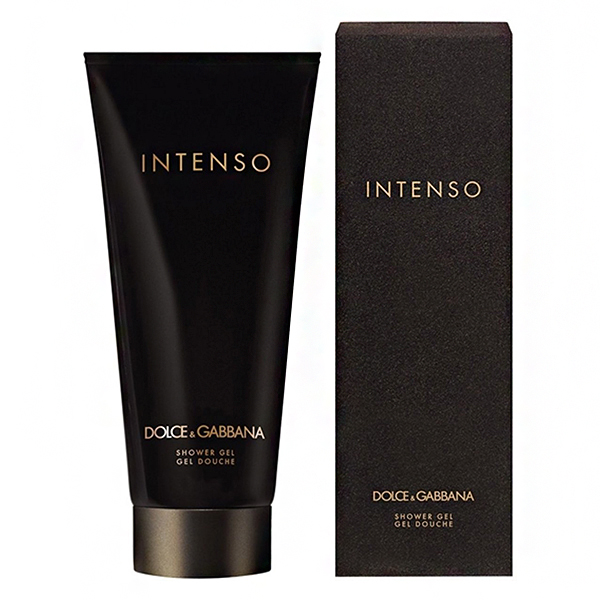 INTENSO
DOLCE & GABBANA
SHOWER GEL
GEL DOUCHE
INTENSO
DOLCE & GABBANA
SHOWER GEL
GEL DOUCHE